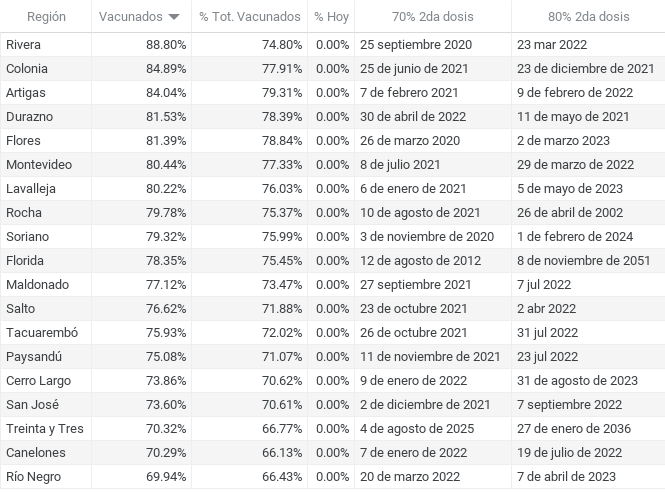 Región Vacunados % Tot. Vacunados % Hoy 70% 2da dosis 80% 2da dosis
Rivera 88.80% 74.80% 0.00% 25 septiembre 2020 23 mar 2022
Colonia 84.89% 77.91% 0.00% 25 de junio de 2021 23 de diciembre de 2021
Artigas 84.04% 79.31% 0.00% 7 de febrero 2021 9 de febrero de 2022
Durazno 81.53% 78.39% 0.00% 30 de abril de 2022 11 de mayo de 2021
Flores 81.39% 78.84% 0.00% 26 de marzo 2020 2 de marzo 2023
Montevideo 80.44% 77.33% 0.00% 8 de julio 2021 29 de marzo de 2022
Lavalleja 80.22% 76.03% 0.00% 6 de enero de 2021 5 de mayo de 2023
Rocha 79.78% 75.37% 0.00% 10 de agosto de 2021 26 de abril de 2002
Soriano 79.32% 75.99% 0.00% 3 de noviembre de 2020 1 de febrero de 2024
Florida 78.35% 75.45% 0.00% 12 de agosto de 2012 8 de noviembre de 2051
Maldonado 77.12% 73.47% 0.00% 27 septiembre 2021 7 jul 2022
Salto 76.62% 71.88% 0.00% 23 de octubre 2021 2 abr 2022
Tacuarembó 75.93% 72.02% 0.00% 26 de octubre 2021 31 jul 2022
Paysandú 75.08% 71.07% 0.00% 11 de noviembre de 2021 23 jul 2022
Cerro Largo 73.86% 70.62% 0.00% 9 de enero de 2022 31 de agosto de 2023
San José 73.60% 70.61% 0.00% 2 de diciembre de 2021 7 septiembre 2022
Treinta y Tres 70.32% 66.77% 0.00% 4 de agosto de 2025 27 de enero de 2036
Canelones 70.29% 66.13% 0.00% 7 de enero de 2022 19 de julio de 2022
Río Negro 69.94% 66.43% 0.00% 20 de marzo 2022 7 de abril de 2023